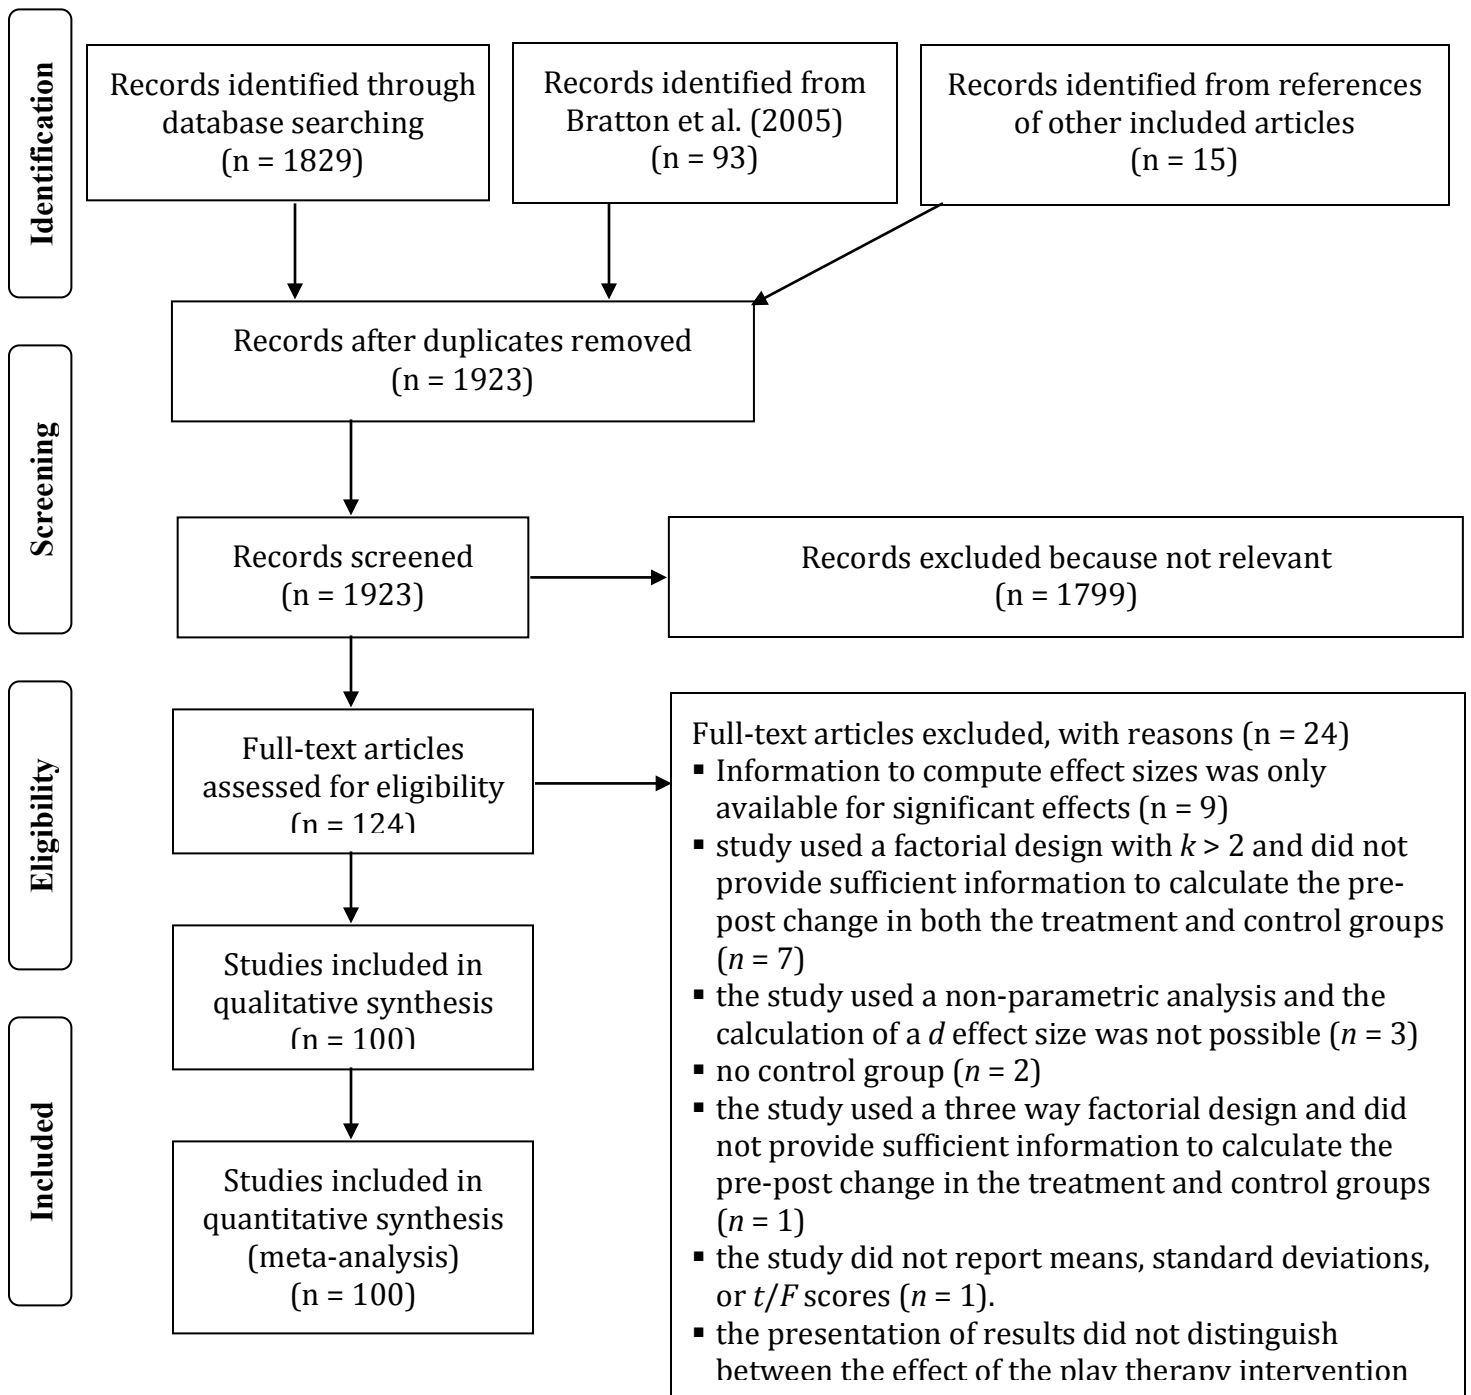 Identification
Records identified through
database searching
(n = 1829)
Records identified from
Bratton et al. (2005)
(n = 93)
Records identified from references
of other included articles
(n = 15)
Records after duplicates removed
(n = 1923)
Screening
Records screened
(n = 1923)
Records excluded because not relevant
(n = 1799)
Eligibility
Full-text articles
assessed for eligibility
(n = 124)
Full-text articles excluded, with reasons (n = 24)
▪ Information to compute effect sizes was only
available for significant effects (n = 9)
▪ study used a factorial design with k > 2 and did not
provide sufficient information to calculate the pre-
post change in both the treatment and control groups
(n = 7)
▪ the study used a non-parametric analysis and the
calculation of a d effect size was not possible (n = 3)
▪ no control group (n = 2)
▪ the study used a three way factorial design and did
not provide sufficient information to calculate the
pre-post change in the treatment and control groups
(n = 1)
▪ the study did not report means, standard deviations,
or t/F scores (n = 1).
▪ the presentation of results did not distinguish
between the effect of the play therapy intervention
Studies included in
qualitative synthesis
(n = 100)
Included
Studies included in
quantitative synthesis
(meta-analysis)
(n = 100)